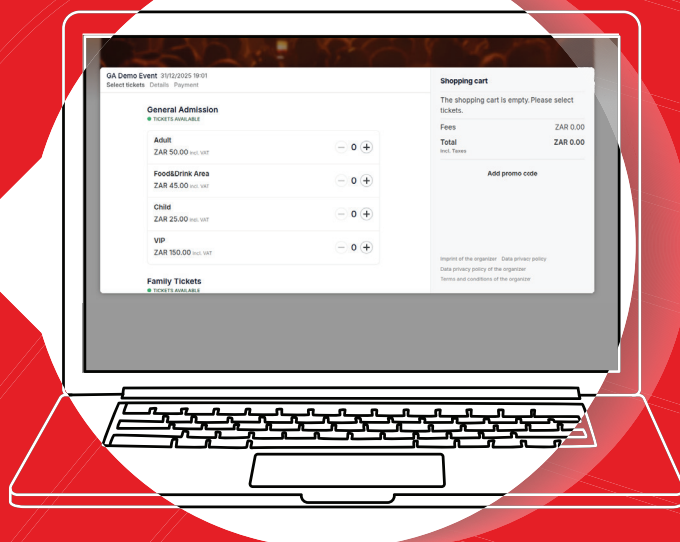 GA Demo Event 31/12/2025 19:01
Select tickets Details Payment
General Admission
TICKETS AVAILABLE
Adult
ZAR 50.00 incl. VAT
0
Food&Drink Area
ZAR 45.00 incl. VAT
0
Child
ZAR 25.00 incl. VAT
0
VIP
ZAR 150.00 incl. VAT
0
Family Tickets
TICKETS AVAILABLE
Shopping cart
The shopping cart is empty. Please select
tickets.
Fees ZAR 0.00
Total ZAR 0.00
Incl. Taxes
Add promo code
Imprint of the organizer Data privacy policy
Data privacy policy of the organizer
Terms and conditions of the organizer